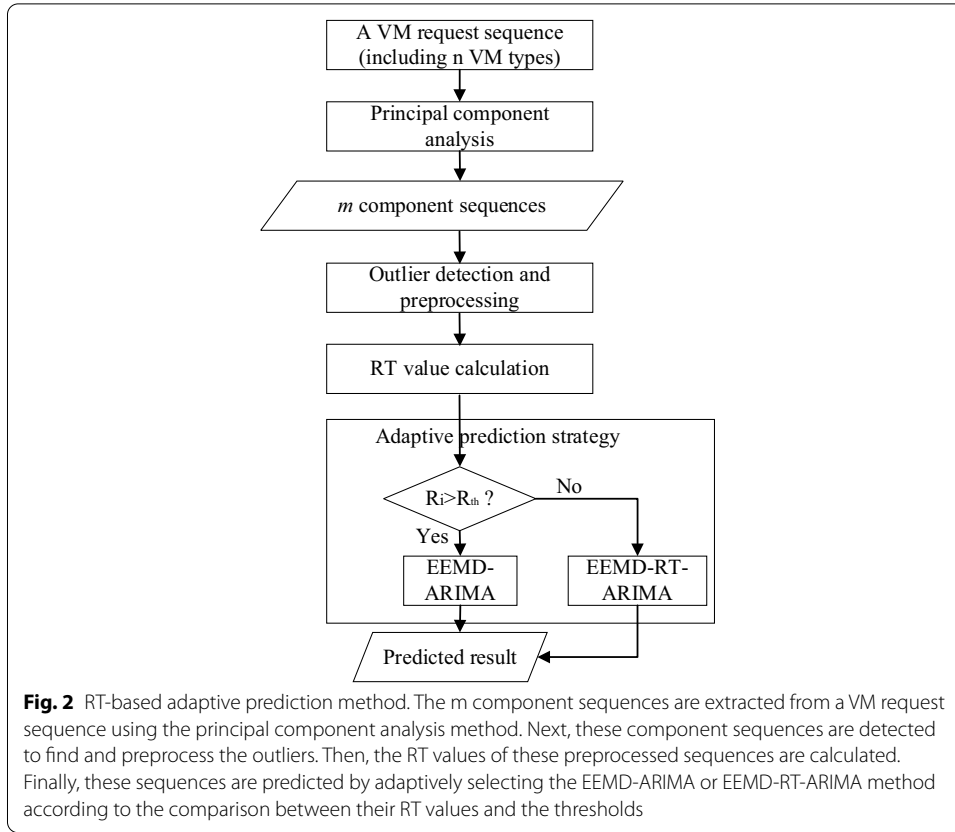 A VM request sequence
(including n VM types)
Principal component
analysis
m component sequences
Outlier detection and
preprocessing
RT value calculation
Adaptive prediction strategy
Ri>Rth ?
No
Yes
EEMD-
ARIMA
EEMD-RT-
ARIMA
Predicted result
Fig. 2 RT-based adaptive prediction method. The m component sequences are extracted from a VM request
sequence using the principal component analysis method. Next, these component sequences are detected
to find and preprocess the outliers. Then, the RT values of these preprocessed sequences are calculated.
Finally, these sequences are predicted by adaptively selecting the EEMD-ARIMA or EEMD-RT-ARIMA method
according to the comparison between their RT values and the thresholds